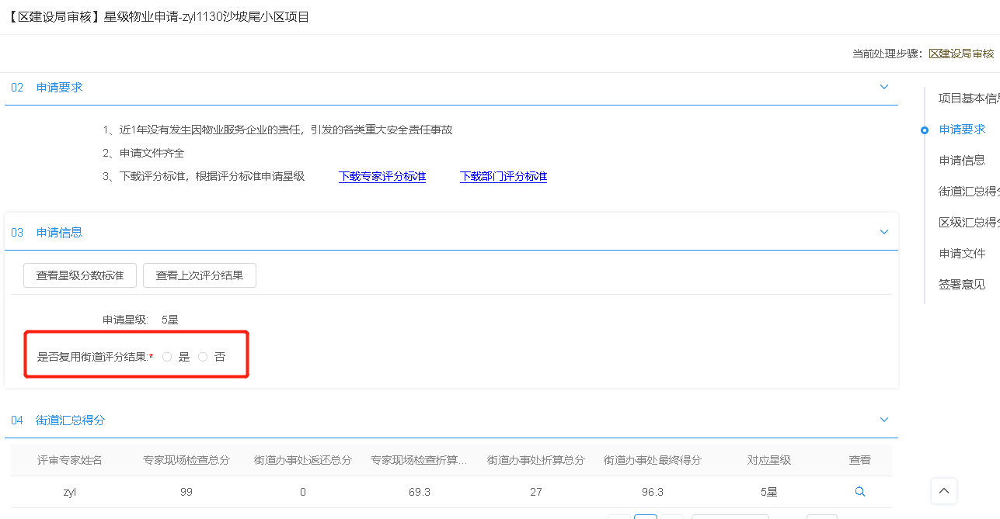 【区建设局审核】星级物业申请-zyl1130沙坡尾小区项目
当前处理步骤：区建设局审核
02 申请要求
1、近1年没有发生因物业服务企业的责任，引发的各类重大安全责任事故
2、申请文件齐全
3、下载评分标准，根据评分标准申请星级 下载专家评分标准 下载部门评分标准
03 申请信息
查看星级分数标准 查看上次评分结果
申请星级: 5星
是否复用街道评分结果:* 是 否
04 街道汇总得分
评审专家姓名 专家现场检查总分 街道办事处返还总分 专家现场检查折算... 街道办事处折算总分 街道办事处最终得分 对应星级 查看
zyl 99 0 69.3 27 96.3 5星
项目基本信息
申请要求
申请信息
街道汇总得分
区级汇总得分
申请文件
签署意见